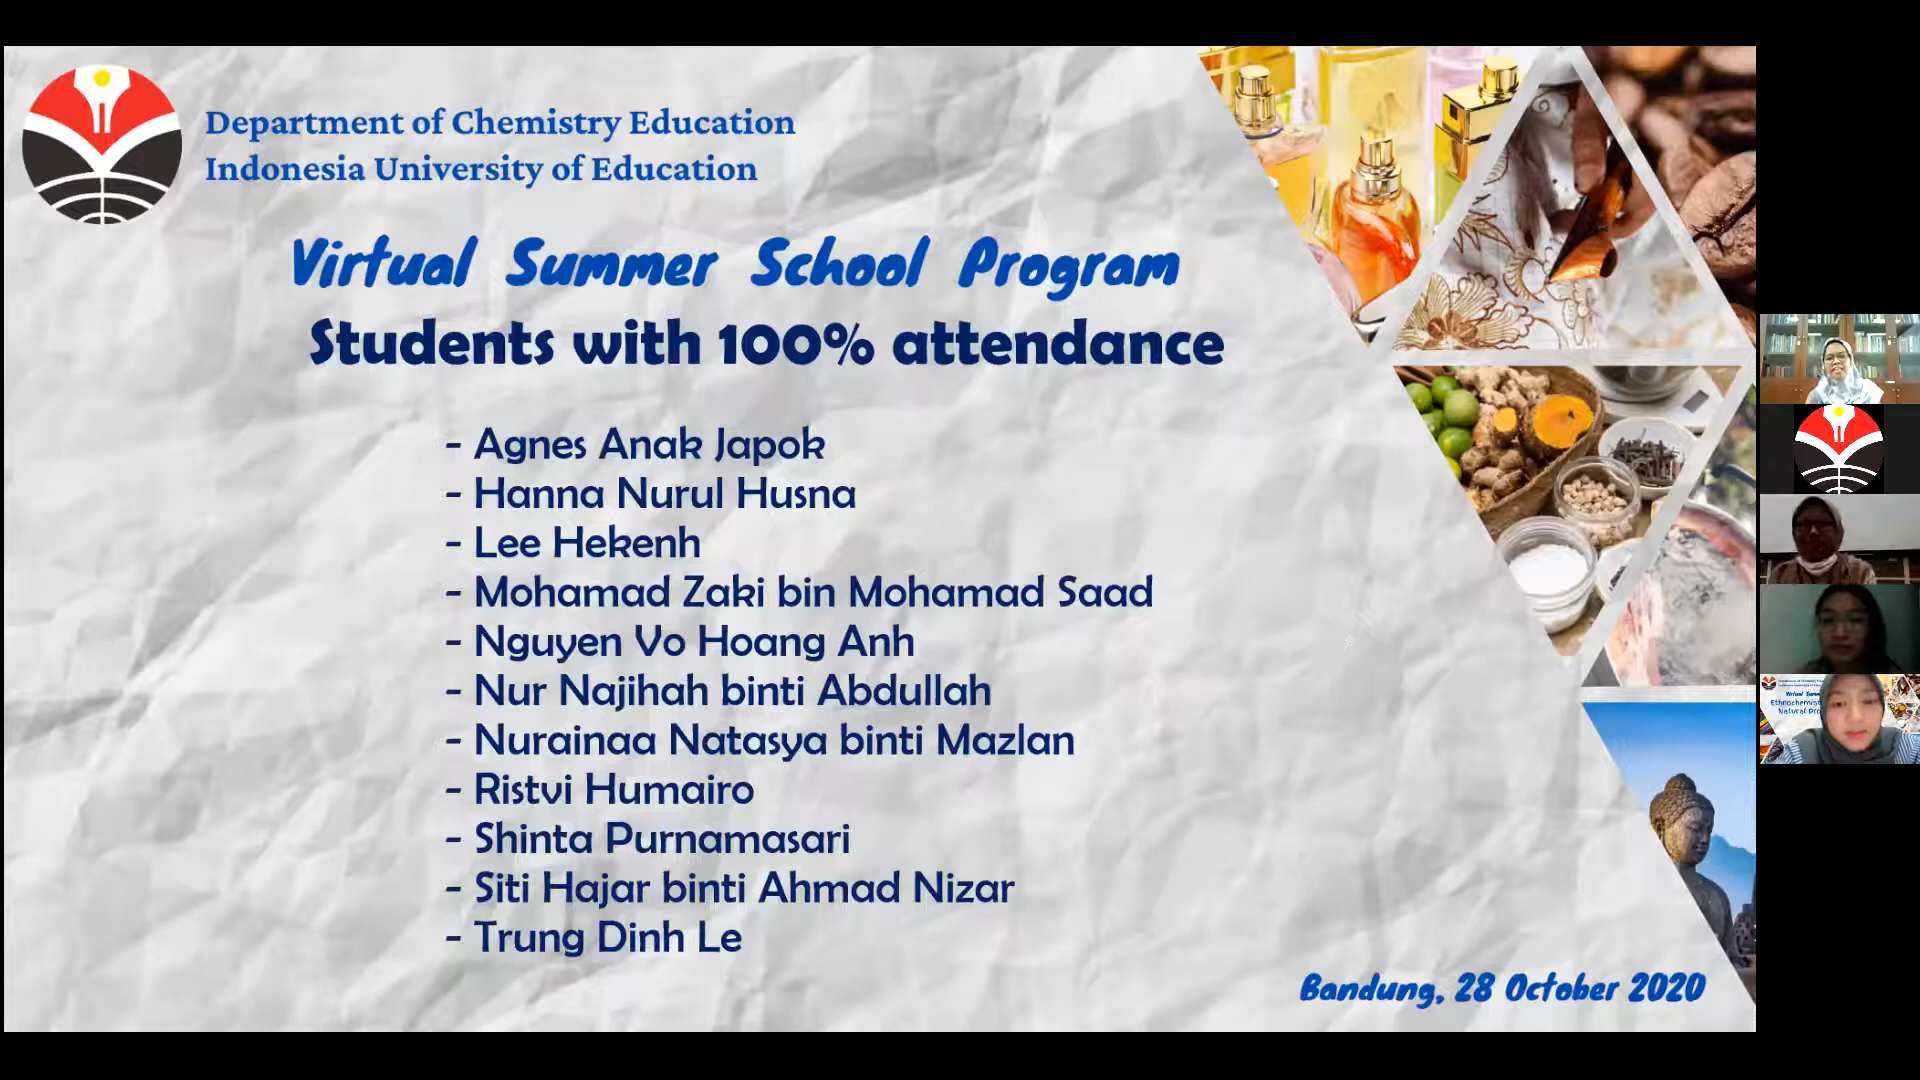 Department of Chemistry Education
Indonesia University of Education
Virtual Summer School Program
Students with 100% attendance
- Agnes Anak Japok
- Hanna Nurul Husna
- Lee Hekenh
- Mohamad Zaki bin Mohamad Saad
- Nguyen Vo Hoang Anh
- Nur Najihah binti Abdullah
- Nurainaa Natasya binti Mazlan
- Ristvi Humairo
- Shinta Purnamasari
- Siti Hajar binti Ahmad Nizar
- Trung Dinh Le
Bandung, 28 October 2020